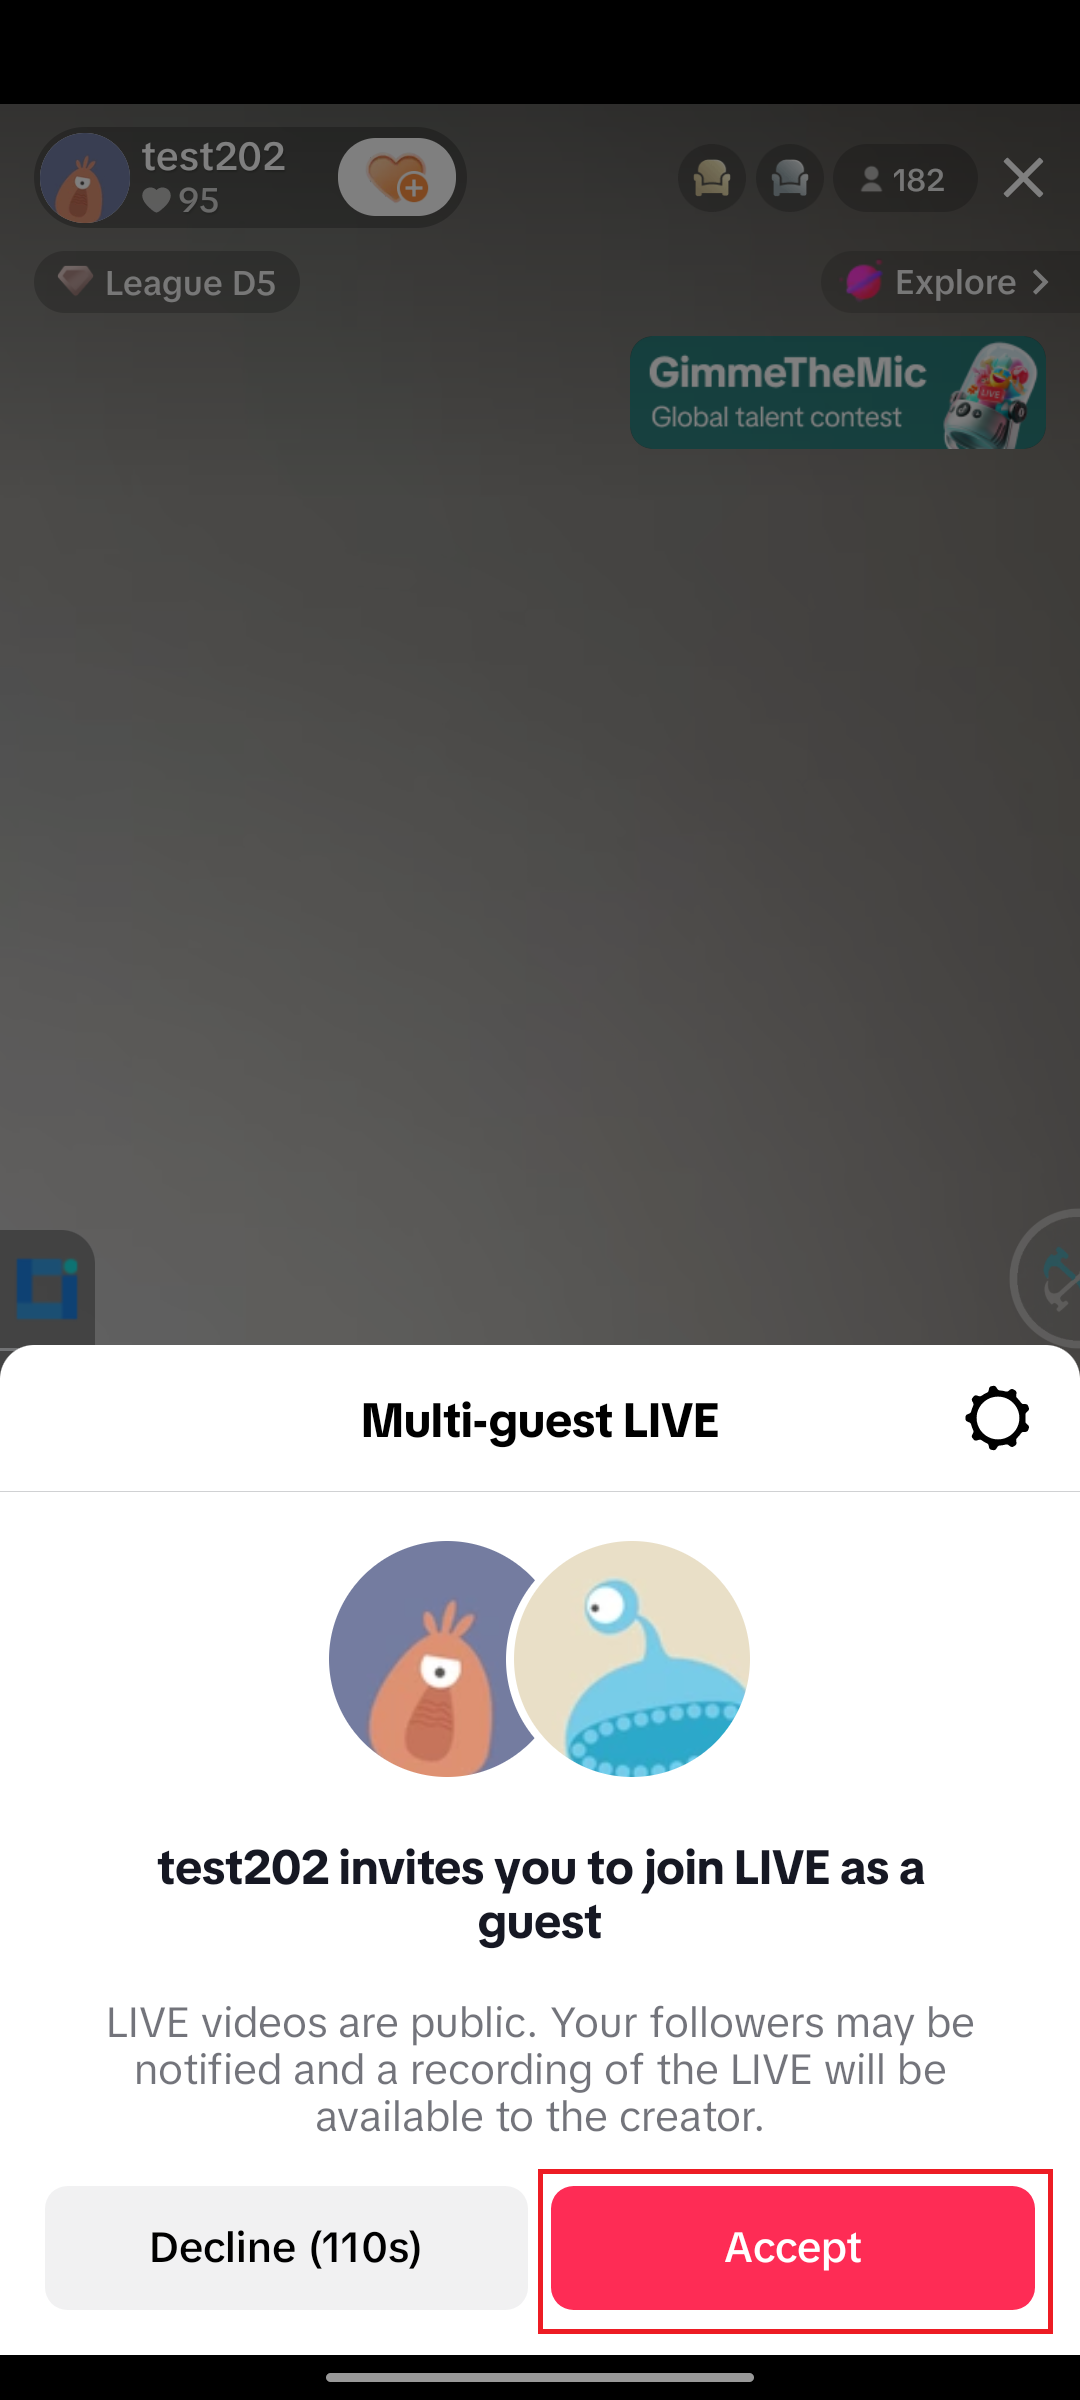 test202
95
182
League D5
Explore
GimmeTheMic
LIVE
Global talent contest
Multi-guest LIVE
test202 invites you to join LIVE as a
guest
LIVE videos are public. Your followers may be
notified and a recording of the LIVE will be
available to the creator.
Decline (110s)
Accept